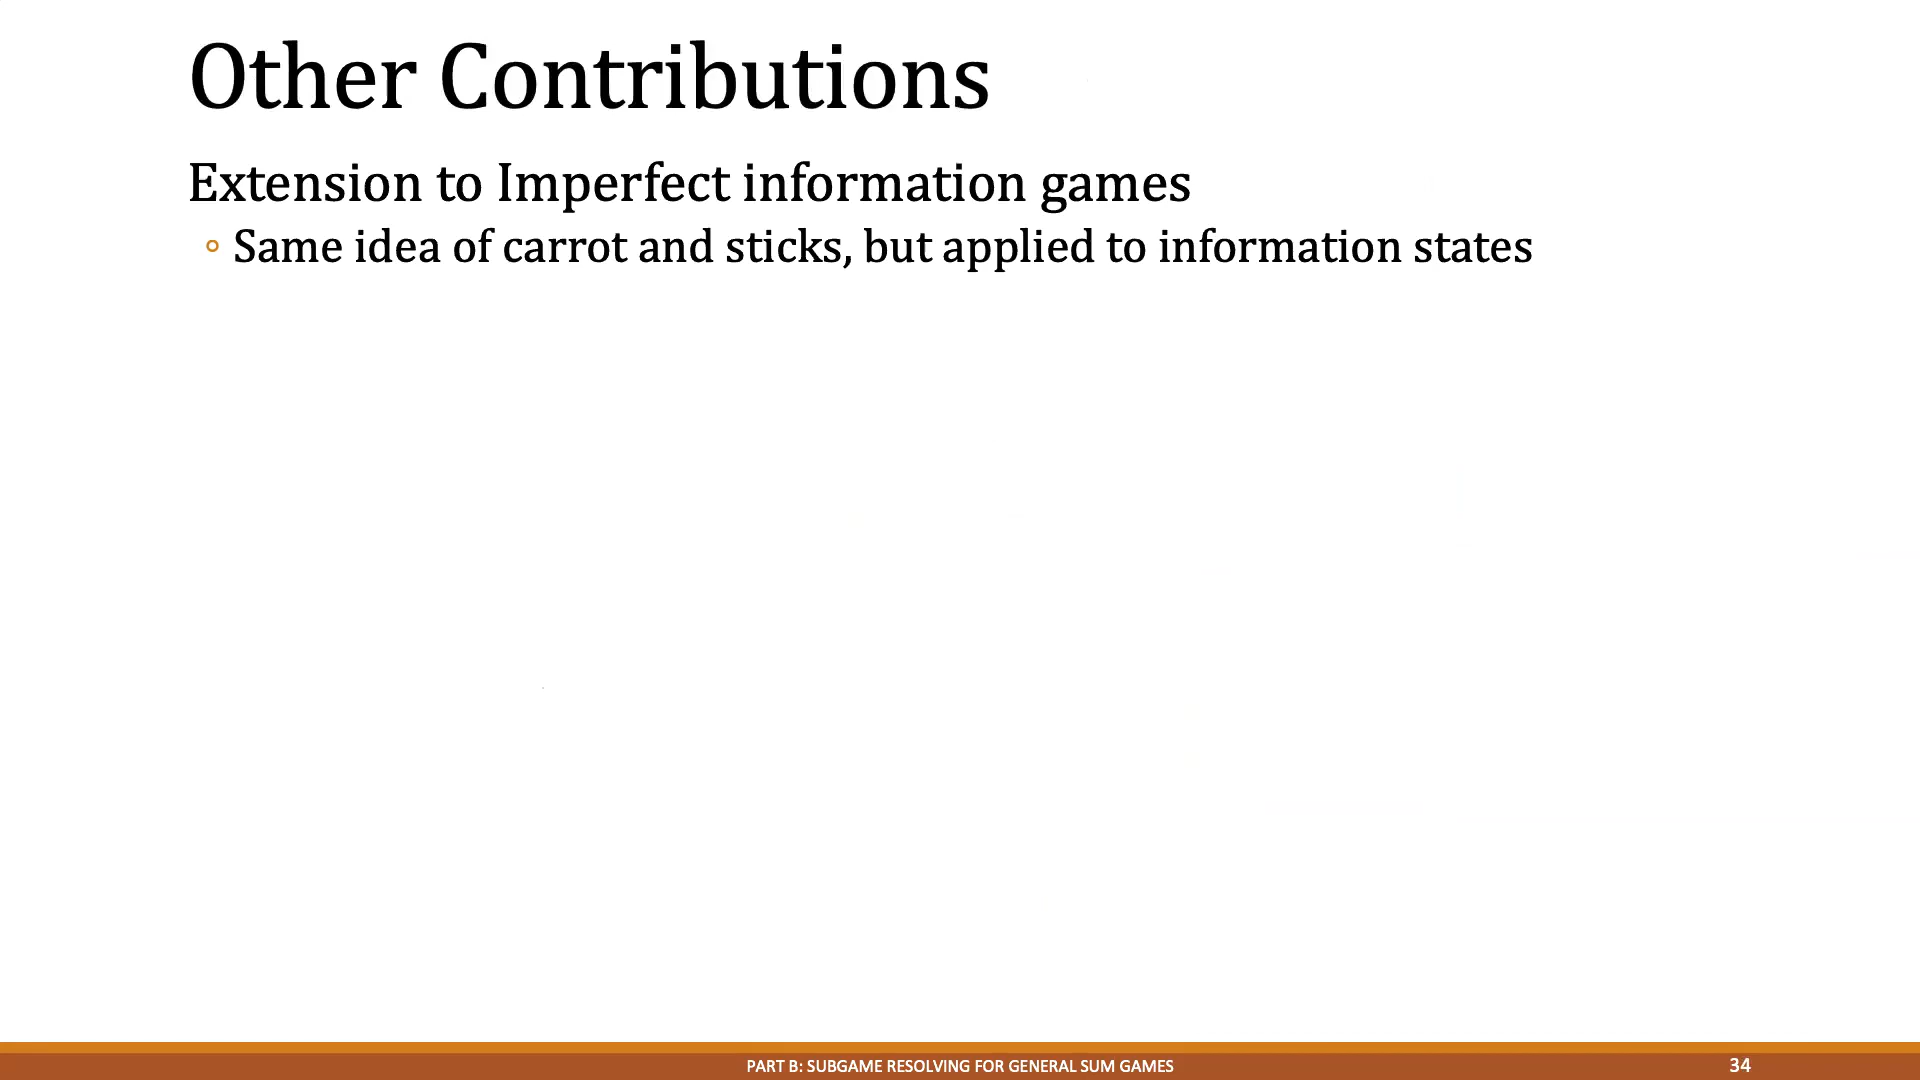 Other Contributions
Extension to Imperfect information games
Same idea of carrot and sticks, but applied to information states
PART B: SUBGAME RESOLVING FOR GENERAL SUM GAMES
34